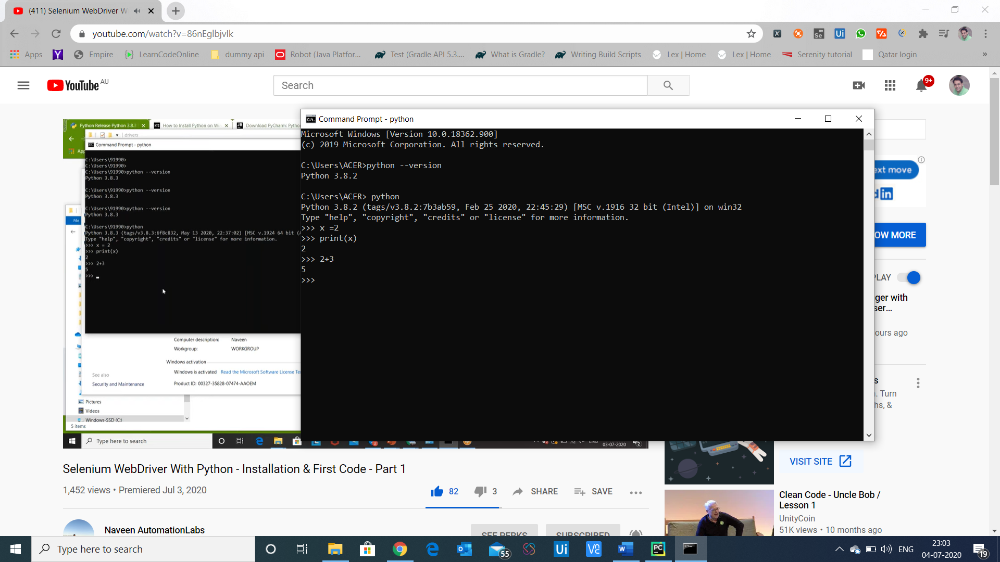 (411) Selenium WebDriver W
youtube.com/watch?v=86nEglbjvIk
Apps
Empire
LearnCodeOnline
dummy api
Robot (Java Platfor...
Test (Gradle API 5.3....
What is Gradle?
Writing Build Scripts
Lex | Home
Lex | Home
Serenity tutorial
Qatar login
»
YouTube AU
Search
9+
Python Release Python 3.8.3
How to Install Python on Wi
Download PyCharm: Pytho
drivers
Command Prompt - python
C:\Users\91990>
C:\Users\91990>
C:\Users\91990>python --version
Python 3.8.3
C:\Users\91990>python --version
Python 3.8.3
C:\Users\91990>python --version
Python 3.8.3
C:\Users\91990>python
Python 3.8.3 (tags/v3.8.3:6f8c832, May 13 2020, 22:37:02) [MSC v.1924 64 bit (
Type "help", "copyright", "credits" or "license" for more information.
>>> x = 2
>>> print(x)
2
>>> 2+3
5
>>>
File
Computer description: Naveen
Workgroup: WORKGROUP
Windows activation
Windows is activated Read the Microsoft Software License Te
See also
Security and Maintenance
Product ID: 00327-35828-07474-AAOEM
Pictures
Videos
Windows-SSD (C:)
5 items
Type here to search
ENG
03-07-2020
Command Prompt - python
Microsoft Windows [Version 10.0.18362.900]
(c) 2019 Microsoft Corporation. All rights reserved.
C:\Users\ACER>python --version
Python 3.8.2
C:\Users\ACER> python
Python 3.8.2 (tags/v3.8.2:7b3ab59, Feb 25 2020, 22:45:29) [MSC v.1916 32 bit (Intel)] on win32
Type "help", "copyright", "credits" or "license" for more information.
>>> x =2
>>> print(x)
2
>>> 2+3
5
>>>
ext move
in
OW MORE
PLAY
ger with
ser...
ours ago
s
. Turn
hs, &
VISIT SITE
Selenium WebDriver With Python - Installation & First Code - Part 1
1,452 views • Premiered Jul 3, 2020
82
3
SHARE
SAVE
Naveen AutomationLabs
SEE PERKS
SUBSCRIBED
Clean Code - Uncle Bob /
Lesson 1
UnityCoin
51K views • 10 months ago
Type here to search
55
Ui
PC
ENG
23:03
04-07-2020
19